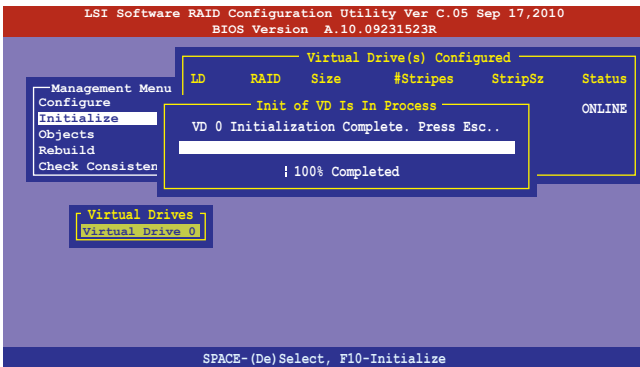 LSI Software RAID Configuration Utility Ver C.05 Sep 17,2010
BIOS Version A.10.09231523R
Virtual Drive(s) Configured
LD RAID Size #Stripes StripSz Status
ONLINE
Management Menu
Configure
Initialize
Objects
Rebuild
Check Consisten
Init of VD Is In Process
VD 0 Initialization Complete. Press Esc..
100% Completed
Virtual Drives
Virtual Drive 0
SPACE-(De)Select, F10-Initialize